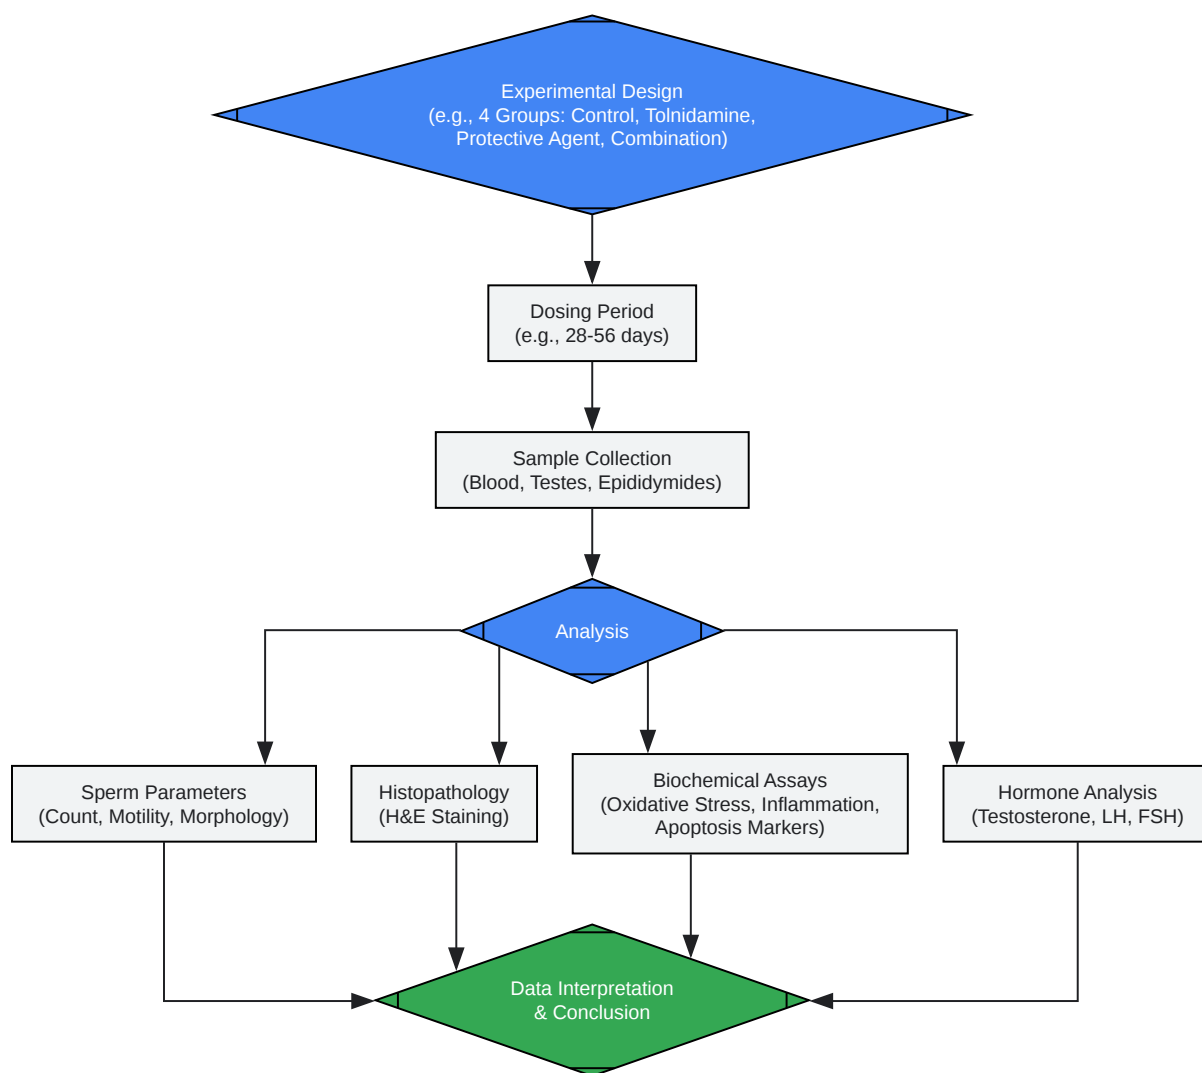 Experimental Design
(e.g., 4 Groups: Control, Tolnidamine,
Protective Agent, Combination)
Dosing Period
(e.g., 28-56 days)
Sample Collection
(Blood, Testes, Epididymides)
Analysis
Sperm Parameters
(Count, Motility, Morphology)
Histopathology
(H&E Staining)
Biochemical Assays
(Oxidative Stress, Inflammation,
Apoptosis Markers)
Hormone Analysis
(Testosterone, LH, FSH)
Data Interpretation
& Conclusion